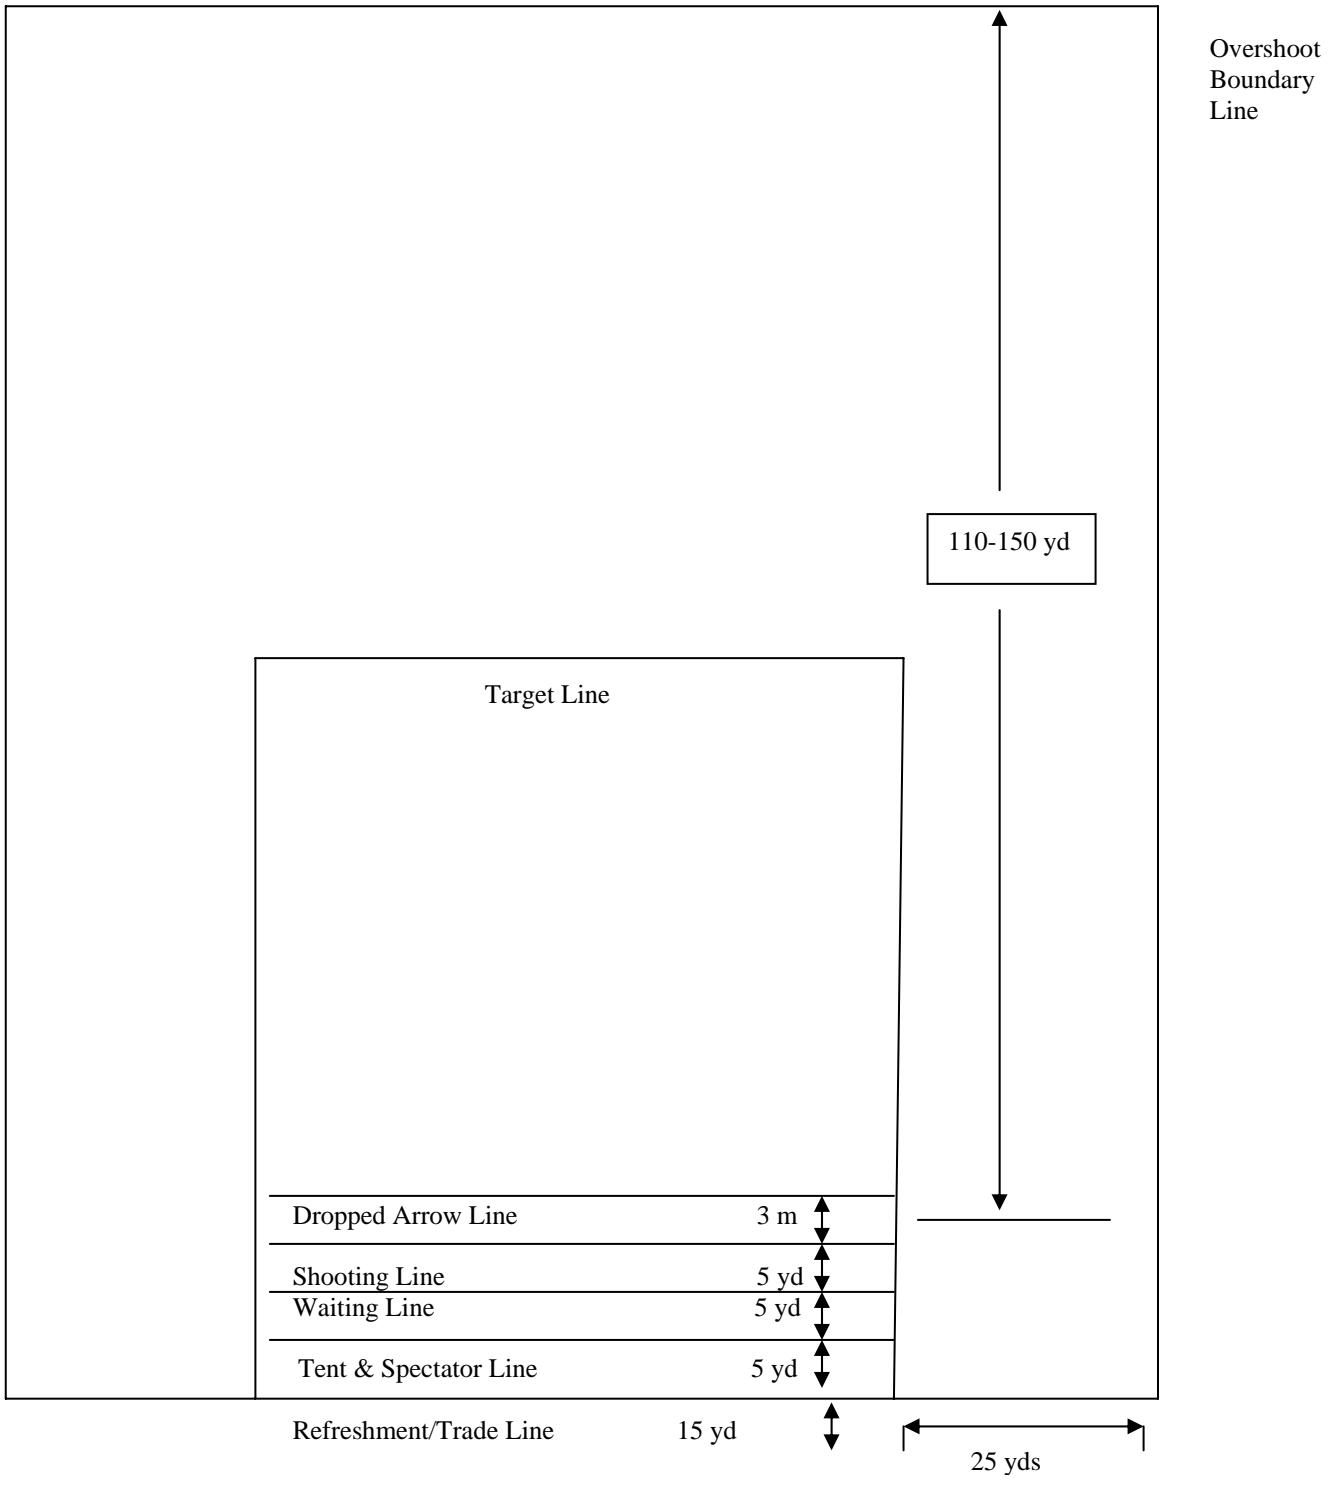 Overshoot
Boundary
Line
110-150 yd
Target Line
Dropped Arrow Line 3 m
Shooting Line 5 yd
Waiting Line 5 yd
Tent & Spectator Line 5 yd
Refreshment/Trade Line 15 yd
25 yds